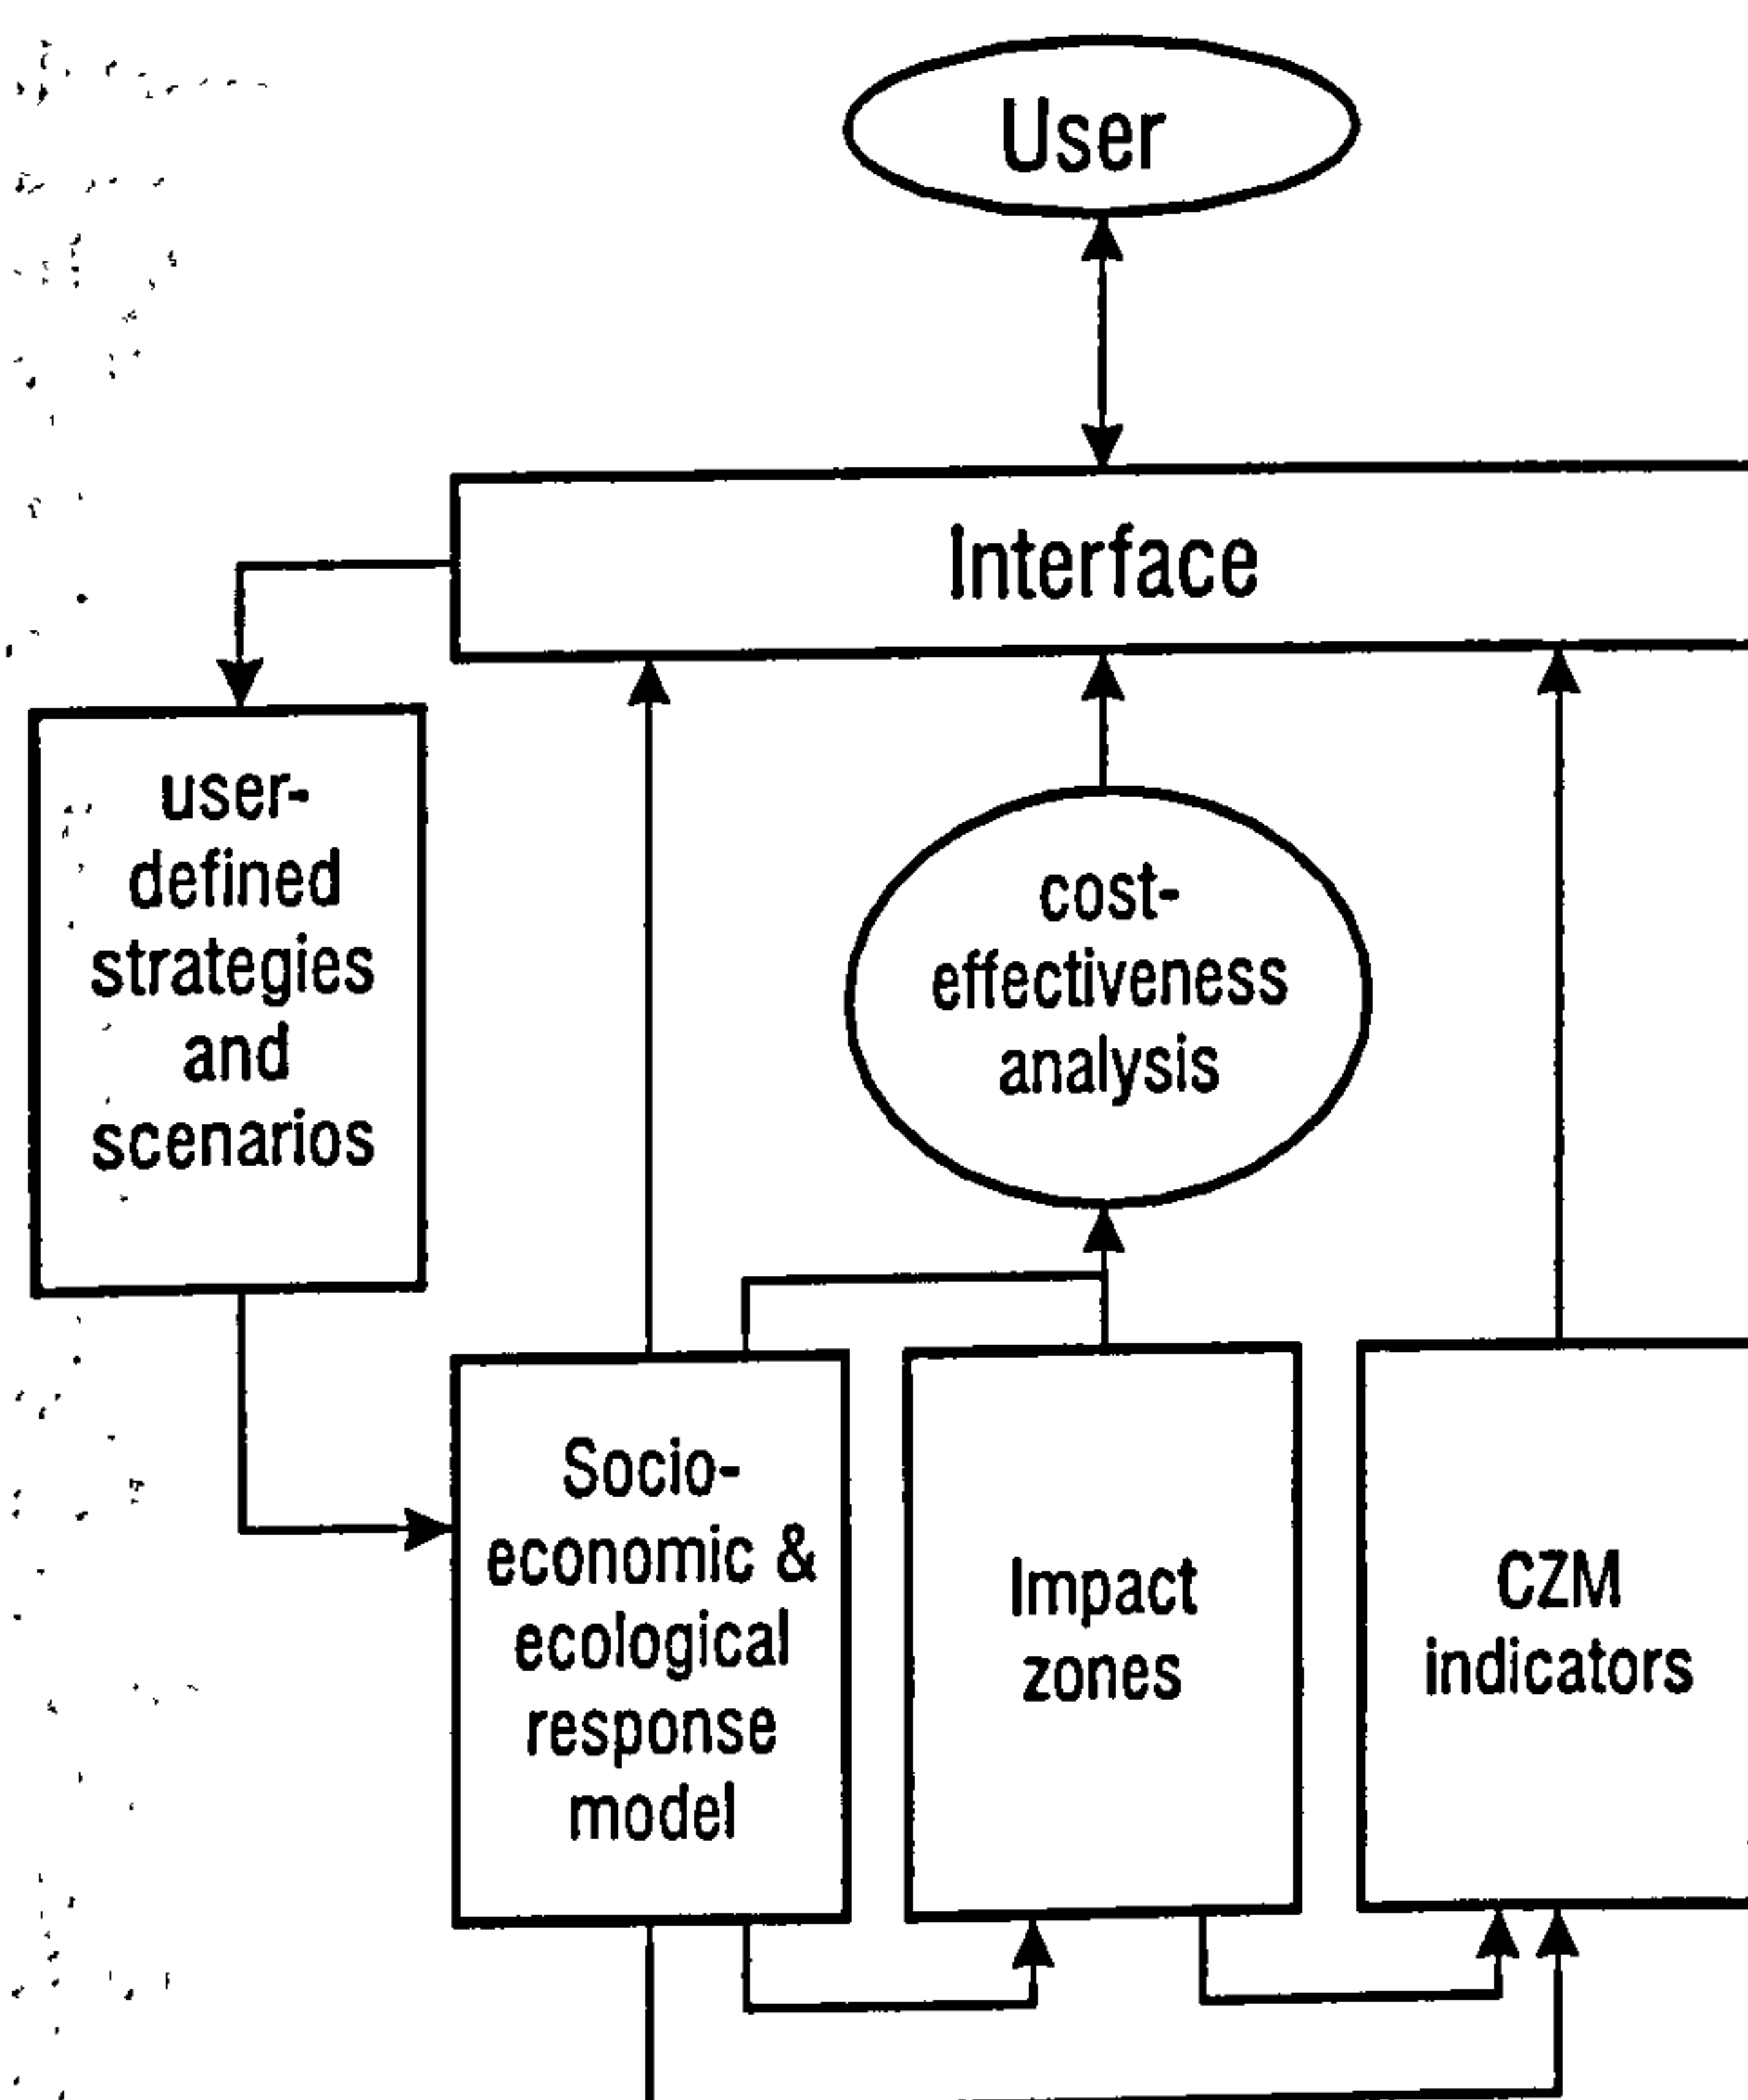 User
Interface
user-
defined
strategies
and
scenarios
cost-
effectiveness
analysis
Socio-
economic &
ecological
response
model
Impact
zones
CZM
indicators